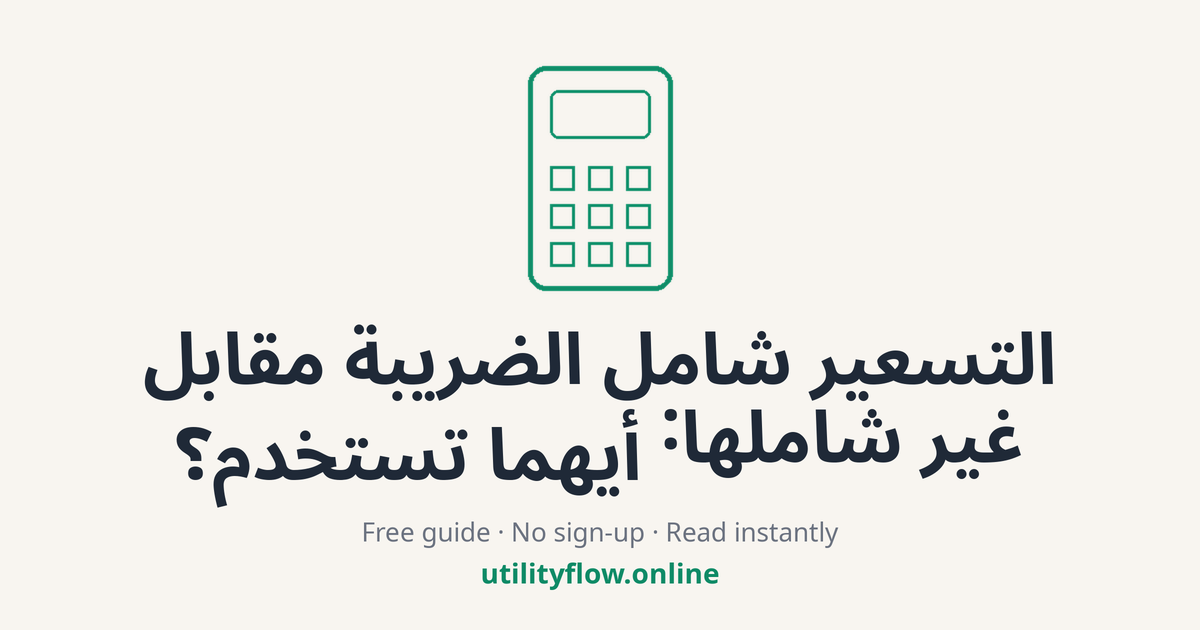 التسعير شامل الضريبة مقابل
غير شاملها: أيهما تستخدم؟
Free guide · No sign-up · Read instantly
utilityflow.online